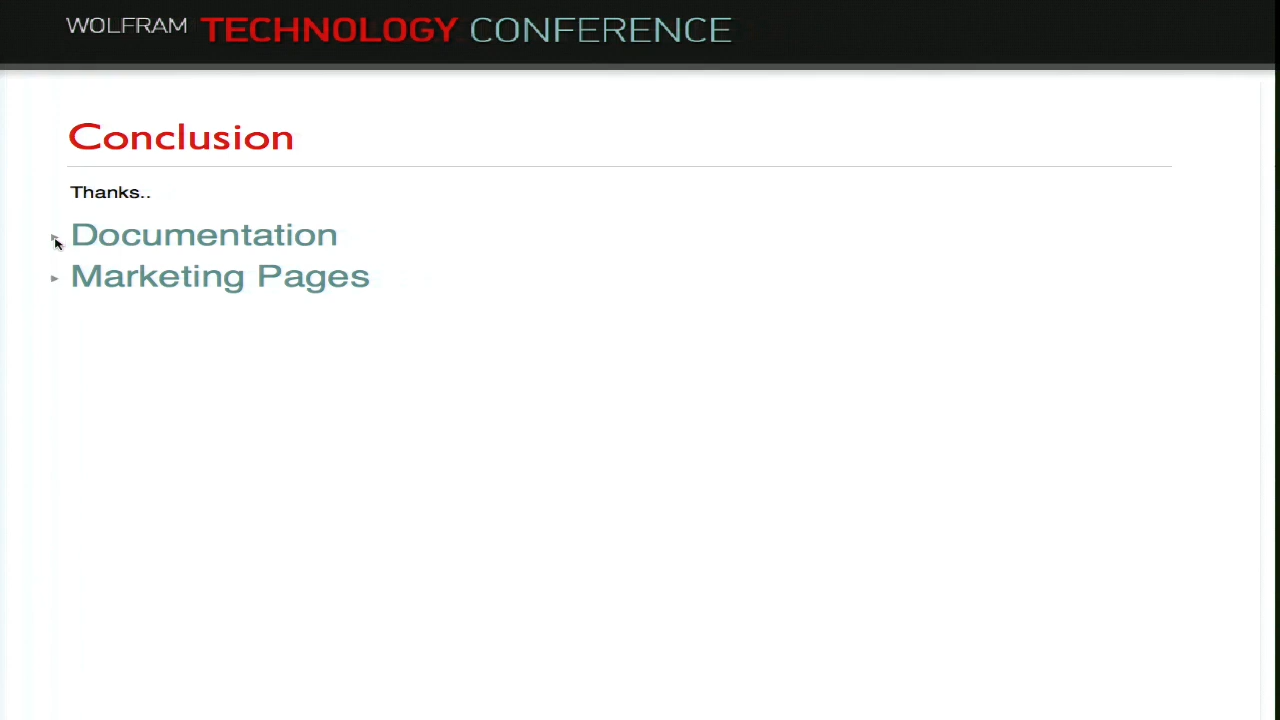 WOLFRAM TECHNOLOGY CONFERENCE
Conclusion
Thanks..
Documentation
Marketing Pages